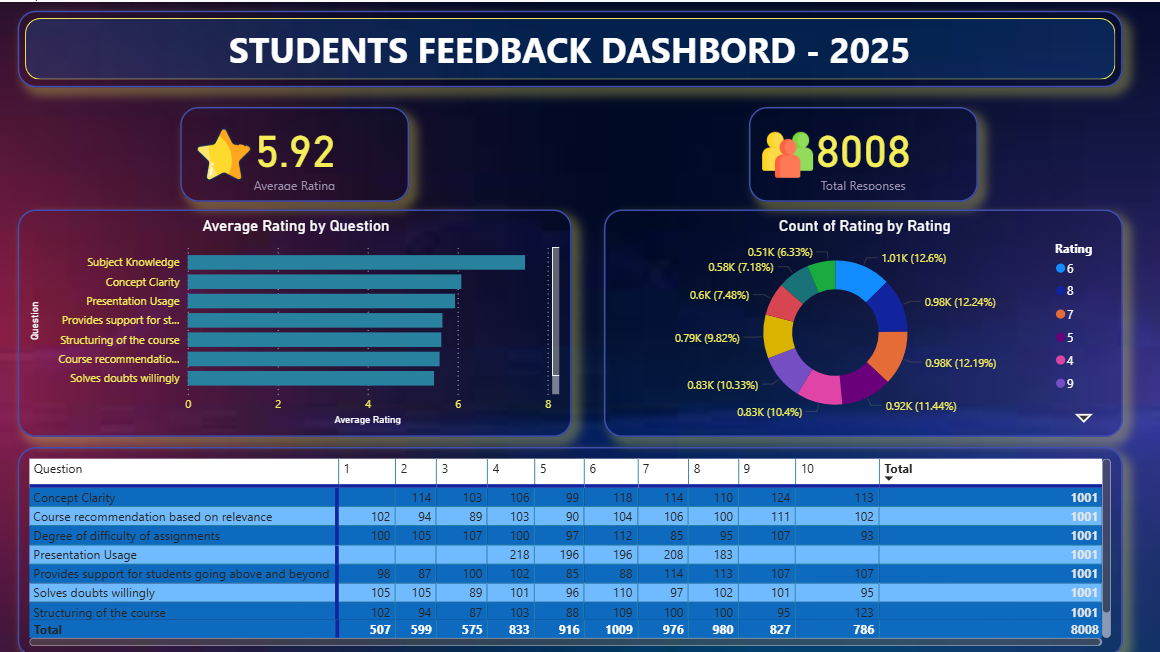 STUDENTS FEEDBACK DASHBORD - 2025
5.92
Average Rating
8008
Total Responses
Average Rating by Question
Question
Subject Knowledge
Concept Clarity
Presentation Usage
Provides support for st...
Structuring of the course
Course recommendatio...
Solves doubts willingly
0 2 4 6 8
Average Rating
Count of Rating by Rating
1.01K (12.6%)
0.98K (12.24%)
0.98K (12.19%)
0.92K (11.44%)
0.83K (10.4%)
0.83K (10.33%)
0.79K (9.82%)
0.6K (7.48%)
0.58K (7.18%)
0.51K (6.33%)
Rating
6
8
7
5
4
9
Question 1 2 3 4 5 6 7 8 9 10 Total
Concept Clarity 114 103 106 99 118 114 110 124 113 1001
Course recommendation based on relevance 102 94 89 103 90 104 106 100 111 102 1001
Degree of difficulty of assignments 100 105 107 100 97 112 85 95 107 93 1001
Presentation Usage 218 196 196 208 183 1001
Provides support for students going above and beyond 98 87 100 102 85 88 114 113 107 107 1001
Solves doubts willingly 105 105 89 101 96 110 97 102 101 95 1001
Structuring of the course 102 94 87 103 88 109 100 100 95 123 1001
Total 507 599 575 833 916 1009 976 980 827 786 8008